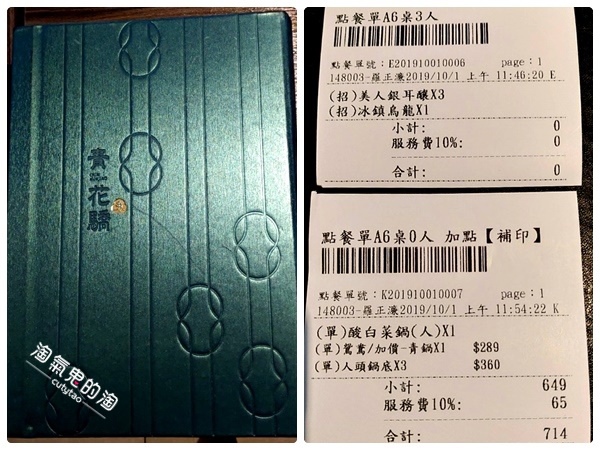 青花驕
淘氣鬼的淘
cutytao
點餐單A6桌3人
點餐單號:E201910010006 page:1
148003-羅正濂2019/10/1 上午 11:46:20 E
(招)美人銀耳釀X3
(招)冰鎮烏龍X1
小計: 0
服務費10%: 0
合計: 0
點餐單A6桌0人 加點【補印】
點餐單號:K201910010007 page:1
148003-羅正濂2019/10/1 上午 11:54:22 K
(單)酸白菜鍋(人)X1
(單)鴛鴦/加價-青鍋X1 $289
(單)人頭鍋底X3 $360
小計: 649
服務費10%: 65
合計: 714